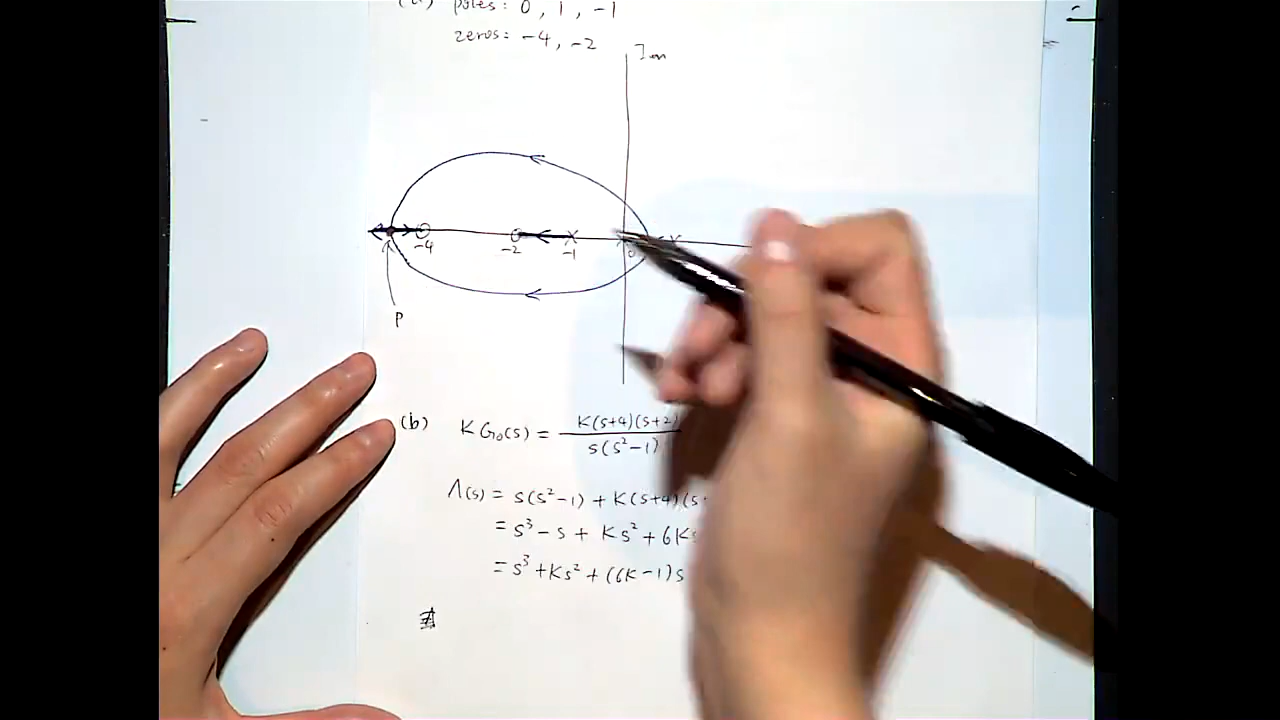 (a) poles: 0, 1, -1
zeros: -4, -2
Im
-4 -2 -1 0
P
(b) KG₀(s) = K(s+4)(s+2) / s(s²-1)
Λ(s) = s(s²-1) + K(s+4)(s
= s³ - s + Ks² + 6Ks
= s³ + Ks² + (6K-1)s